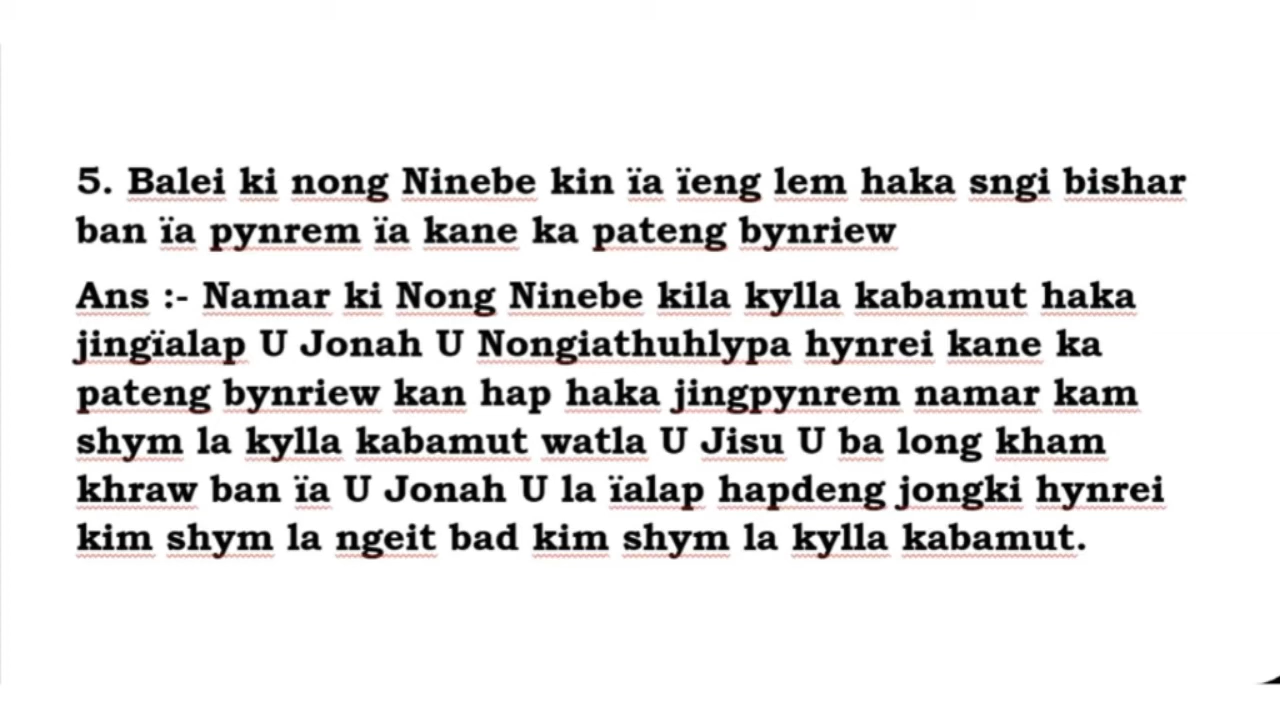 5. Balei ki nong Ninebe kin ïa ïeng lem haka sngi bishar
ban ïa pynrem ïa kane ka pateng bynriew
Ans :- Namar ki Nong Ninebe kila kylla kabamut haka
jingïalap U Jonah U Nongiathuhlypa hynrei kane ka
pateng bynriew kan hap haka jingpynrem namar kam
shym la kylla kabamut watla U Jisu U ba long kham
khraw ban ïa U Jonah U la ïalap hapdeng jongki hynrei
kim shym la ngeit bad kim shym la kylla kabamut.